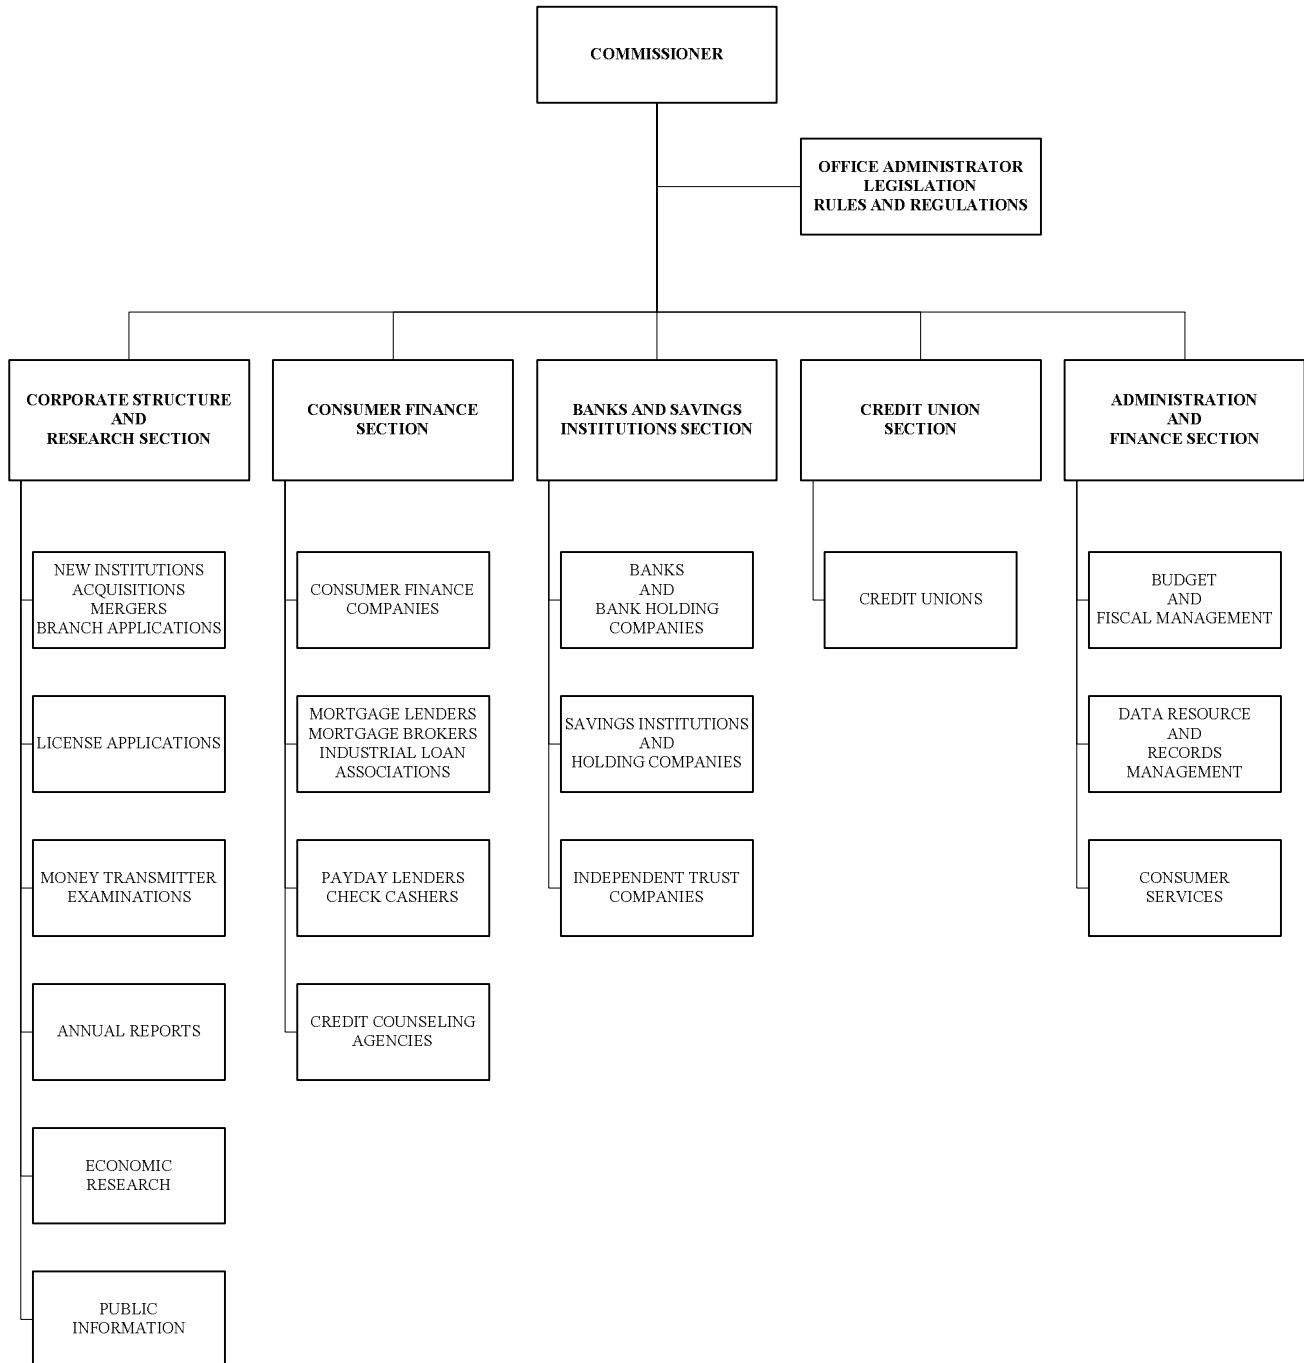 COMMISSIONER
OFFICE ADMINISTRATOR
LEGISLATION
RULES AND REGULATIONS
CORPORATE STRUCTURE
AND
RESEARCH SECTION
CONSUMER FINANCE
SECTION
BANKS AND SAVINGS
INSTITUTIONS SECTION
CREDIT UNION
SECTION
ADMINISTRATION
AND
FINANCE SECTION
NEW INSTITUTIONS
ACQUISITIONS
MERGERS
BRANCH APPLICATIONS
CONSUMER FINANCE
COMPANIES
BANKS
AND
BANK HOLDING
COMPANIES
CREDIT UNIONS
BUDGET
AND
FISCAL MANAGEMENT
LICENSE APPLICATIONS
MORTGAGE LENDERS
MORTGAGE BROKERS
INDUSTRIAL LOAN
ASSOCIATIONS
SAVINGS INSTITUTIONS
AND
HOLDING COMPANIES
DATA RESOURCE
AND
RECORDS
MANAGEMENT
MONEY TRANSMITTER
EXAMINATIONS
PAYDAY LENDERS
CHECK CASHERS
INDEPENDENT TRUST
COMPANIES
CONSUMER
SERVICES
ANNUAL REPORTS
CREDIT COUNSELING
AGENCIES
ECONOMIC
RESEARCH
PUBLIC
INFORMATION